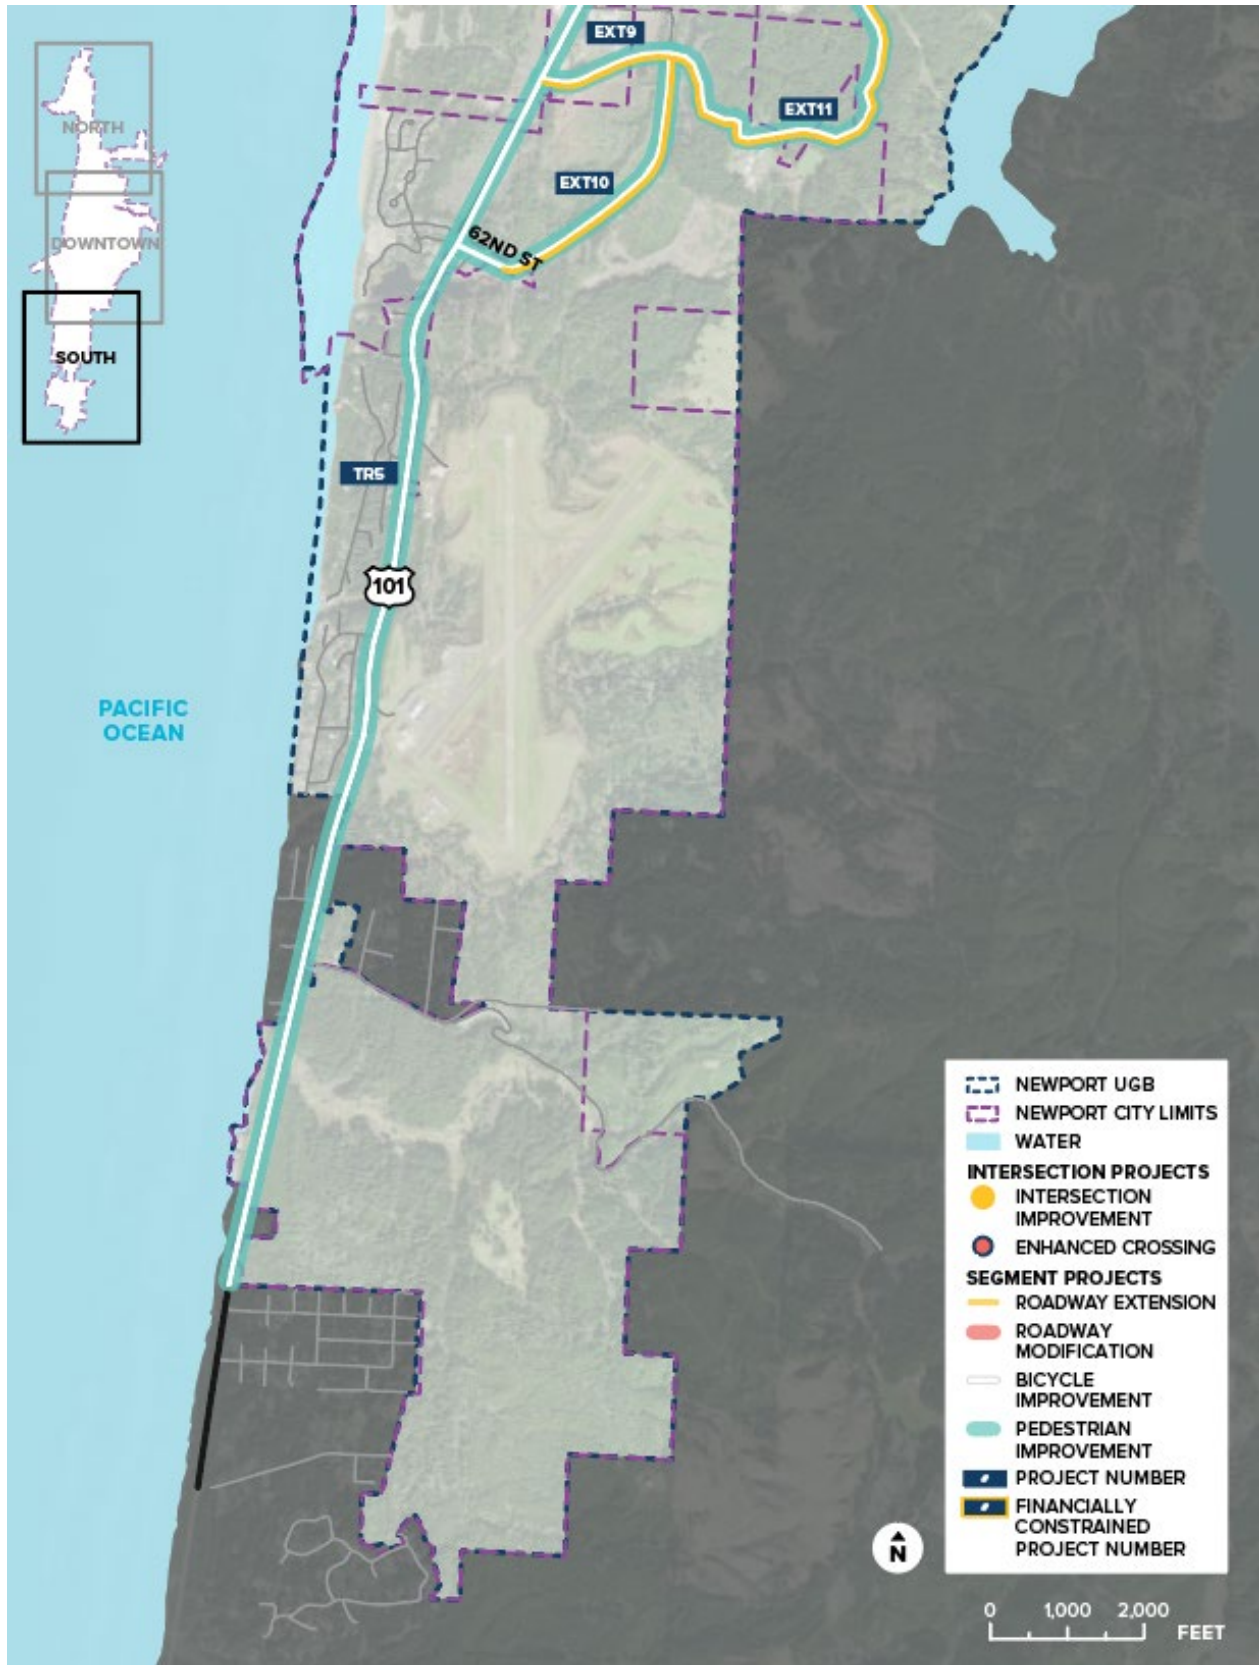 EXT9
NORTH
EXT11
EXT10
DOWNTOWN
62ND ST
SOUTH
TR5
101
PACIFIC
OCEAN
NEWPORT UGB
NEWPORT CITY LIMITS
WATER
INTERSECTION PROJECTS
INTERSECTION
IMPROVEMENT
ENHANCED CROSSING
SEGMENT PROJECTS
ROADWAY EXTENSION
ROADWAY
MODIFICATION
BICYCLE
IMPROVEMENT
PEDESTRIAN
IMPROVEMENT
PROJECT NUMBER
FINANCIALLY
CONSTRAINED
PROJECT NUMBER
N
0 1,000 2,000
FEET